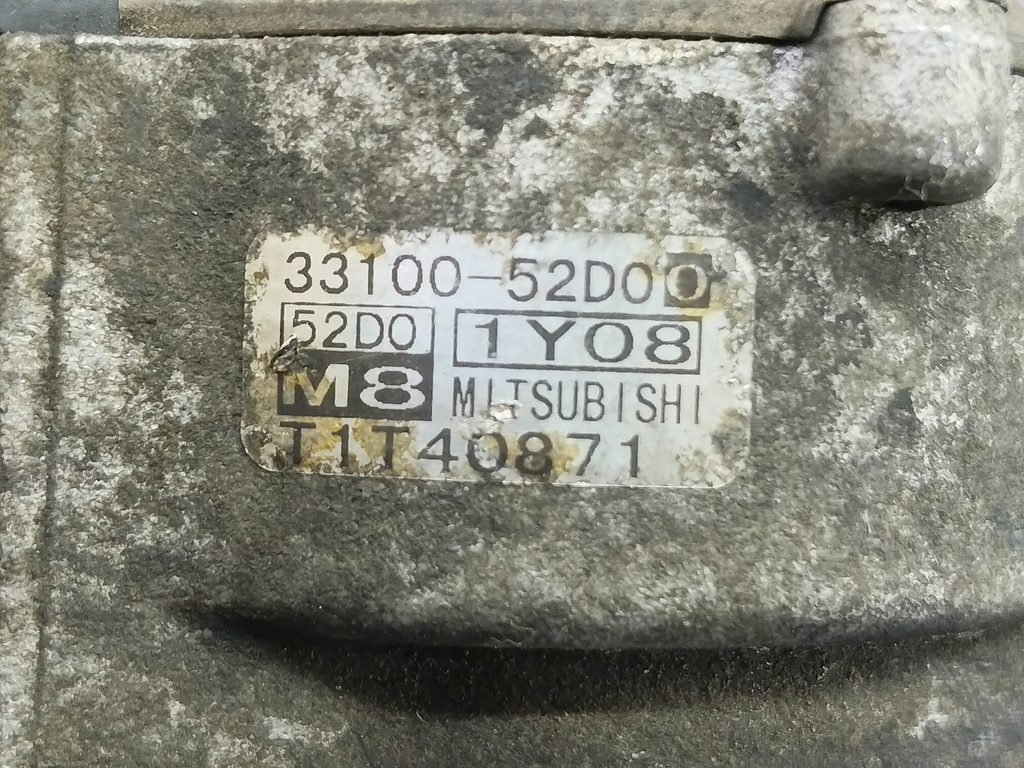 33100-52D00
52D0 1Y08
M8 MITSUBISHI
T1T40871